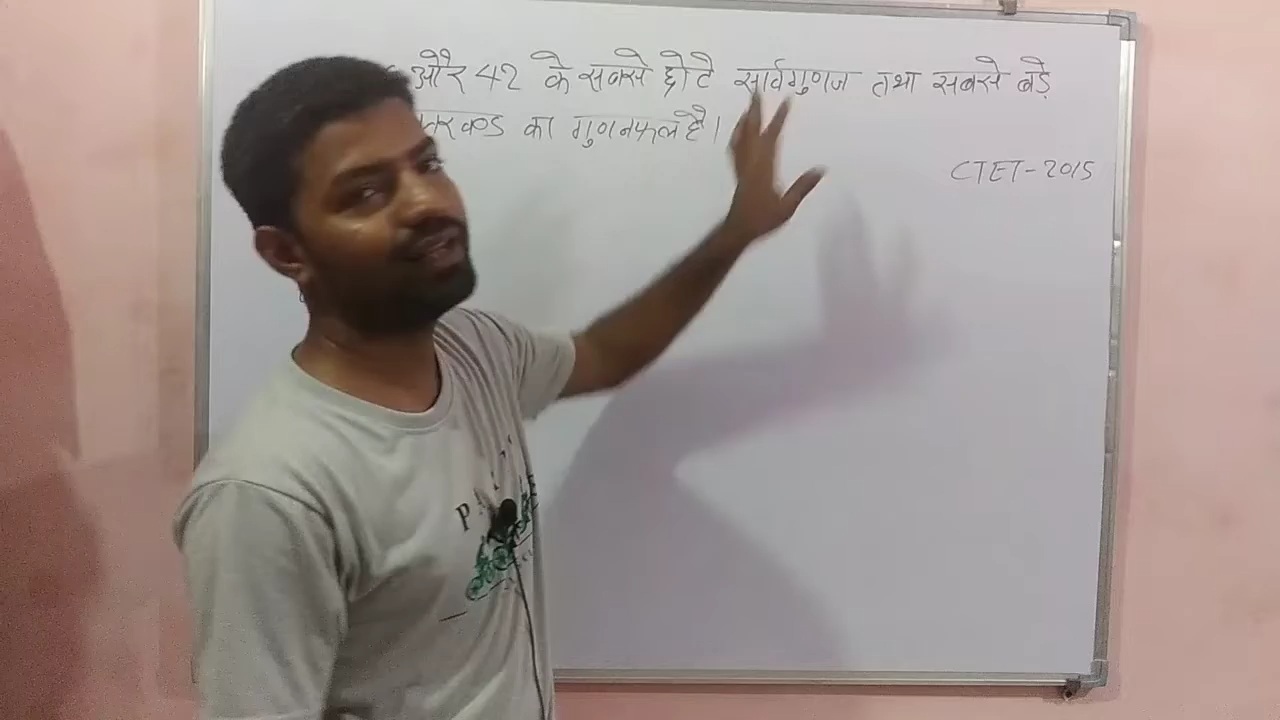 और 42 के सबसे छोटे सार्वगुणज तथा सबसे बड़े
का गुणनफल है।
CTET-2015